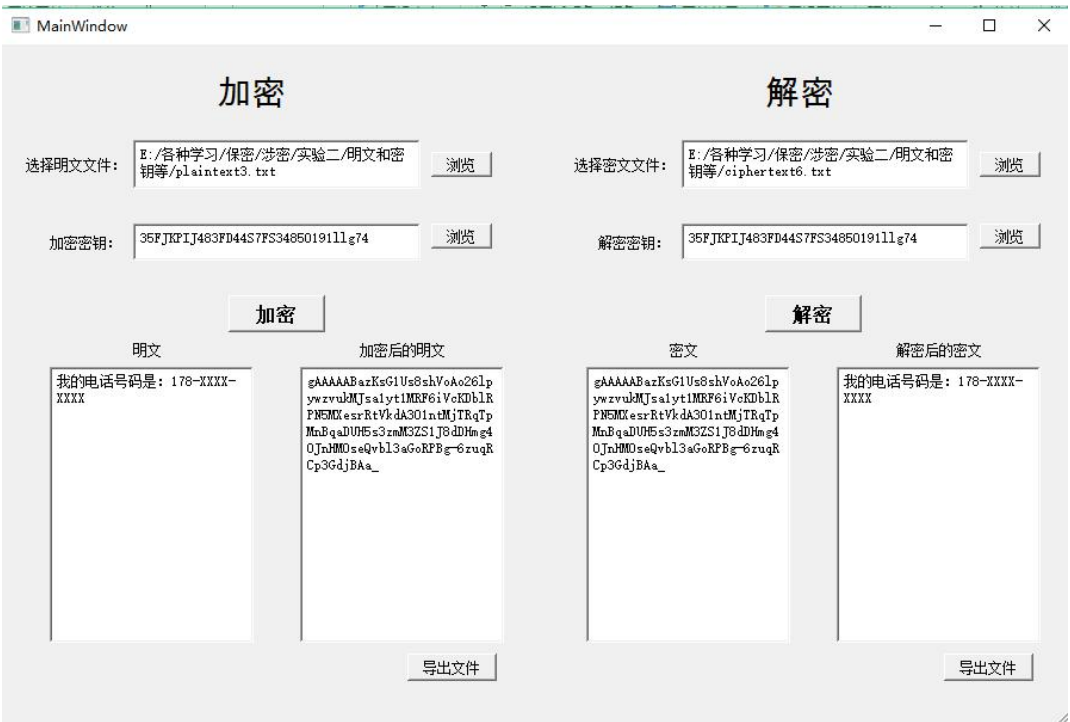 MainWindow
加密
解密
选择明文文件：
E:/各种学习/保密/涉密/实验二/明文和密
钥等/plaintext3.txt
浏览
选择密文文件：
E:/各种学习/保密/涉密/实验二/明文和密
钥等/ciphertext6.txt
浏览
加密密钥：
35FJKPIJ483FD44S7FS34850191llg74
浏览
解密密钥：
35FJKPIJ483FD44S7FS34850191llg74
浏览
加密
解密
明文
加密后的明文
密文
解密后的密文
我的电话号码是：178-XXXX-
XXXX
gAAAAABazKsG1Us8shVoAo26lp
ywzvukMJsa1yt1MRF6iVcKDblR
PN5MXesrRtVkdA3O1ntMjTRqTp
MnBqaDUH5s3zmM3ZS1J8dDHmg4
OJnHMOseQvbl3aGoRPBg-6zuqR
Cp3GdjBAa_
gAAAAABazKsG1Us8shVoAo26lp
ywzvukMJsa1yt1MRF6iVcKDblR
PN5MXesrRtVkdA3O1ntMjTRqTp
MnBqaDUH5s3zmM3ZS1J8dDHmg4
OJnHMOseQvbl3aGoRPBg-6zuqR
Cp3GdjBAa_
我的电话号码是：178-XXXX-
XXXX
导出文件
导出文件